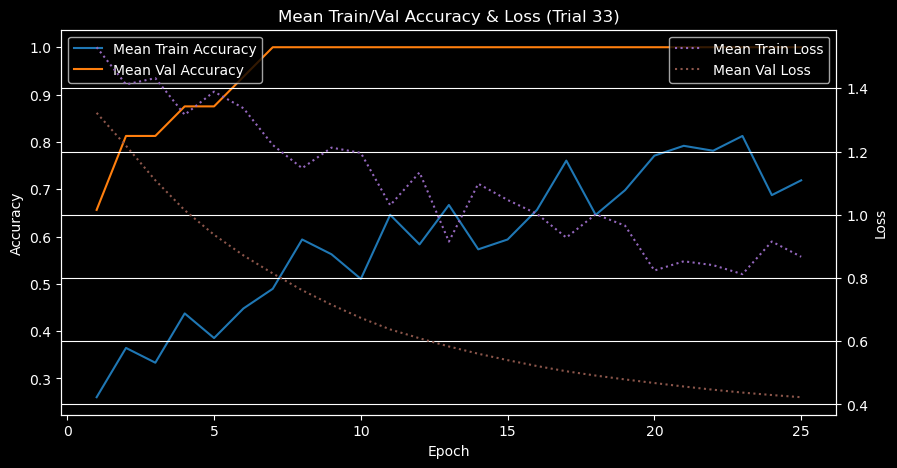 Mean Train/Val Accuracy & Loss (Trial 33)
Mean Train Accuracy
Mean Val Accuracy
Mean Train Loss
Mean Val Loss
1.0
0.9
0.8
0.7
0.6
0.5
0.4
0.3
Accuracy
1.4
1.2
1.0
0.8
0.6
0.4
Loss
0
5
10
15
20
25
Epoch